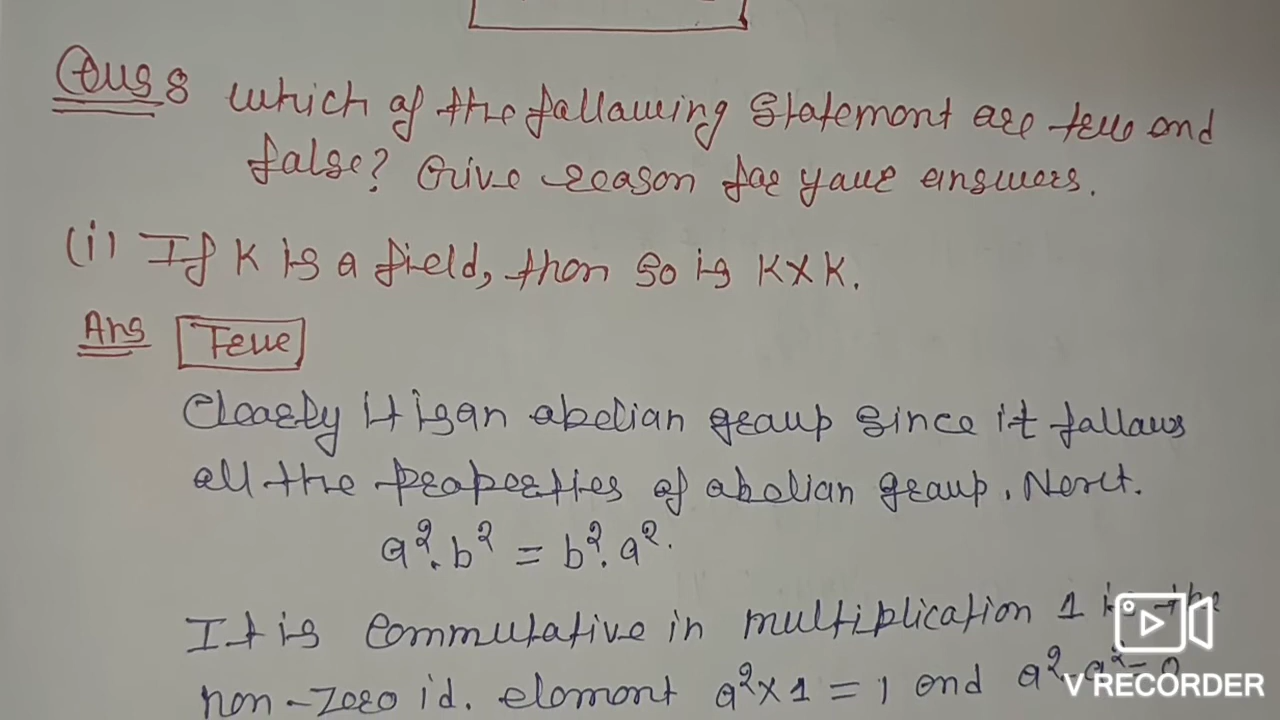 Ques 8 Which of the following statement are true and
false? Give reason for your answers.
(i) If K is a field, then so is K×K.
Ans True
Clearly it is an abelian group since it follows
all the properties of abelian group. Next.
a². b² = b². a².
It is commutative in multiplication 1 is the
non-zero id. element a² × 1 = 1 and a². a² = 0
V RECORDER